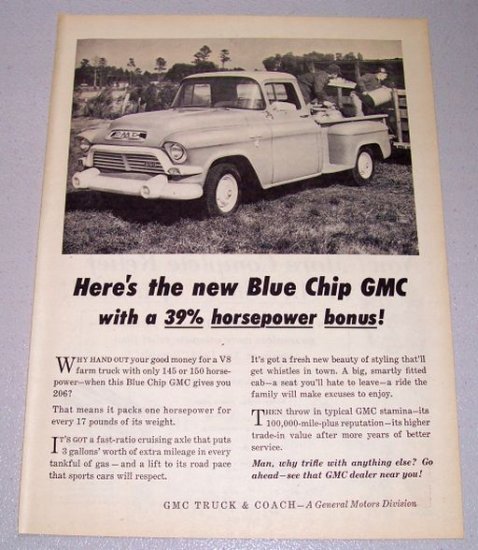 GMC
Here's the new Blue Chip GMC
with a 39% horsepower bonus!
WHY HAND OUT your good money for a V8
farm truck with only 145 or 150 horse-
power—when this Blue Chip GMC gives you
206?
That means it packs one horsepower for
every 17 pounds of its weight.
IT'S GOT a fast-ratio cruising axle that puts
3 gallons' worth of extra mileage in every
tankful of gas—and a lift to its road pace
that sports cars will respect.
It's got a fresh new beauty of styling that'll
get whistles in town. A big, smartly fitted
cab—a seat you'll hate to leave—a ride the
family will make excuses to enjoy.
THEN throw in typical GMC stamina—its
100,000-mile-plus reputation—its higher
trade-in value after more years of better
service.
Man, why trifle with anything else? Go
ahead—see that GMC dealer near you!
GMC TRUCK & COACH—A General Motors Division